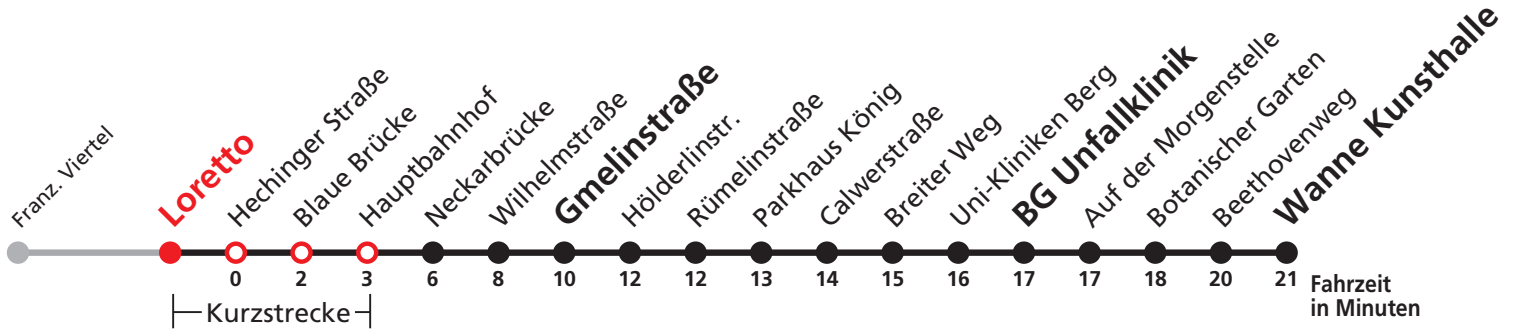 Franz. Viertel
Loretto
Hechinger Straße
Blaue Brücke
Hauptbahnhof
Neckarbrücke
Wilhelmstraße
Gmelinstraße
Hölderlinstr.
Rümelinstraße
Parkhaus König
Calwerstraße
Breiter Weg
Uni-Kliniken Berg
BG Unfallklinik
Auf der Morgenstelle
Botanischer Garten
Beethovenweg
Wanne Kunsthalle
0 2 3 6 8 10 12 12 13 14 15 16 17 17 18 20 21
Fahrzeit
in Minuten
Kurzstrecke